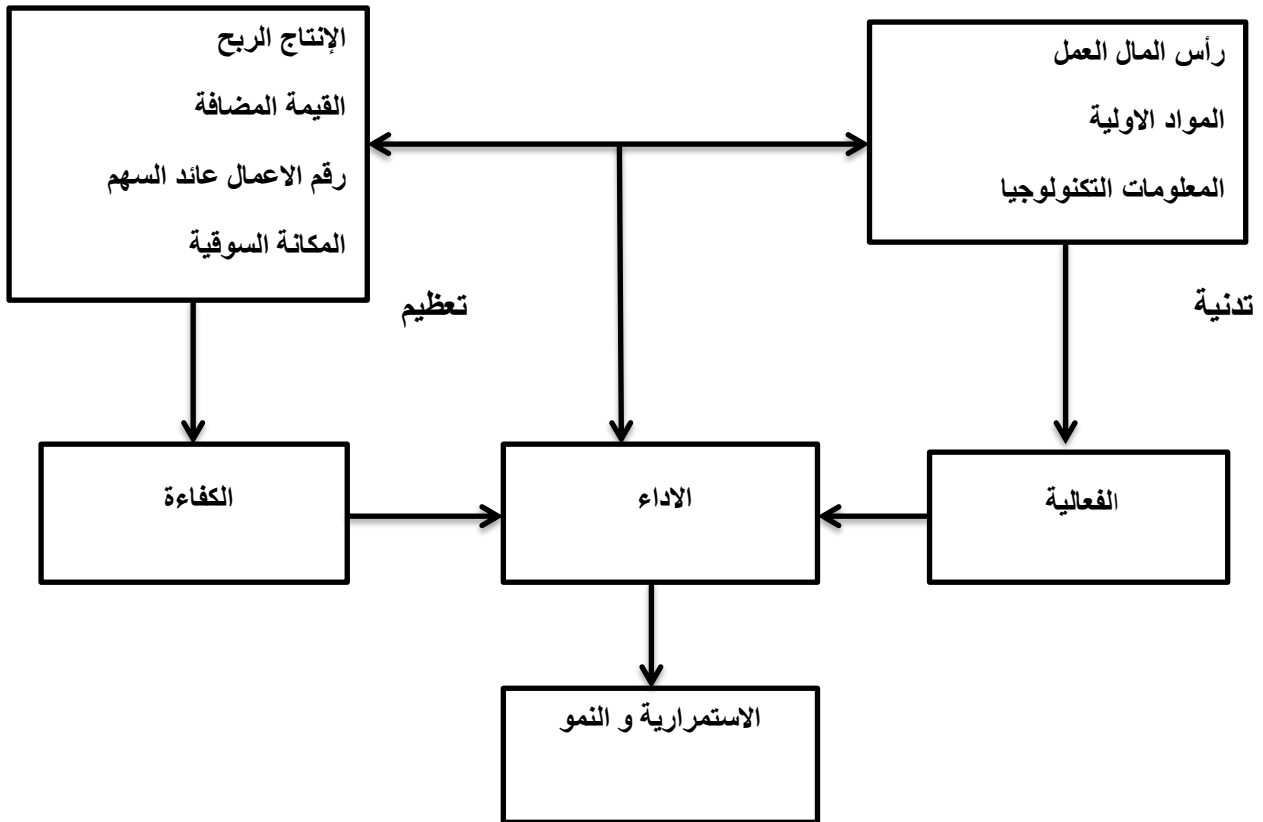 رأس المال العمل
المواد الاولية
المعلومات التكنولوجيا
الإنتاج الربح
القيمة المضافة
رقم الاعمال عائد السهم
المكانة السوقية
تدنية
تعظيم
الفعالية
الاداء
الكفاءة
الاستمرارية و النمو